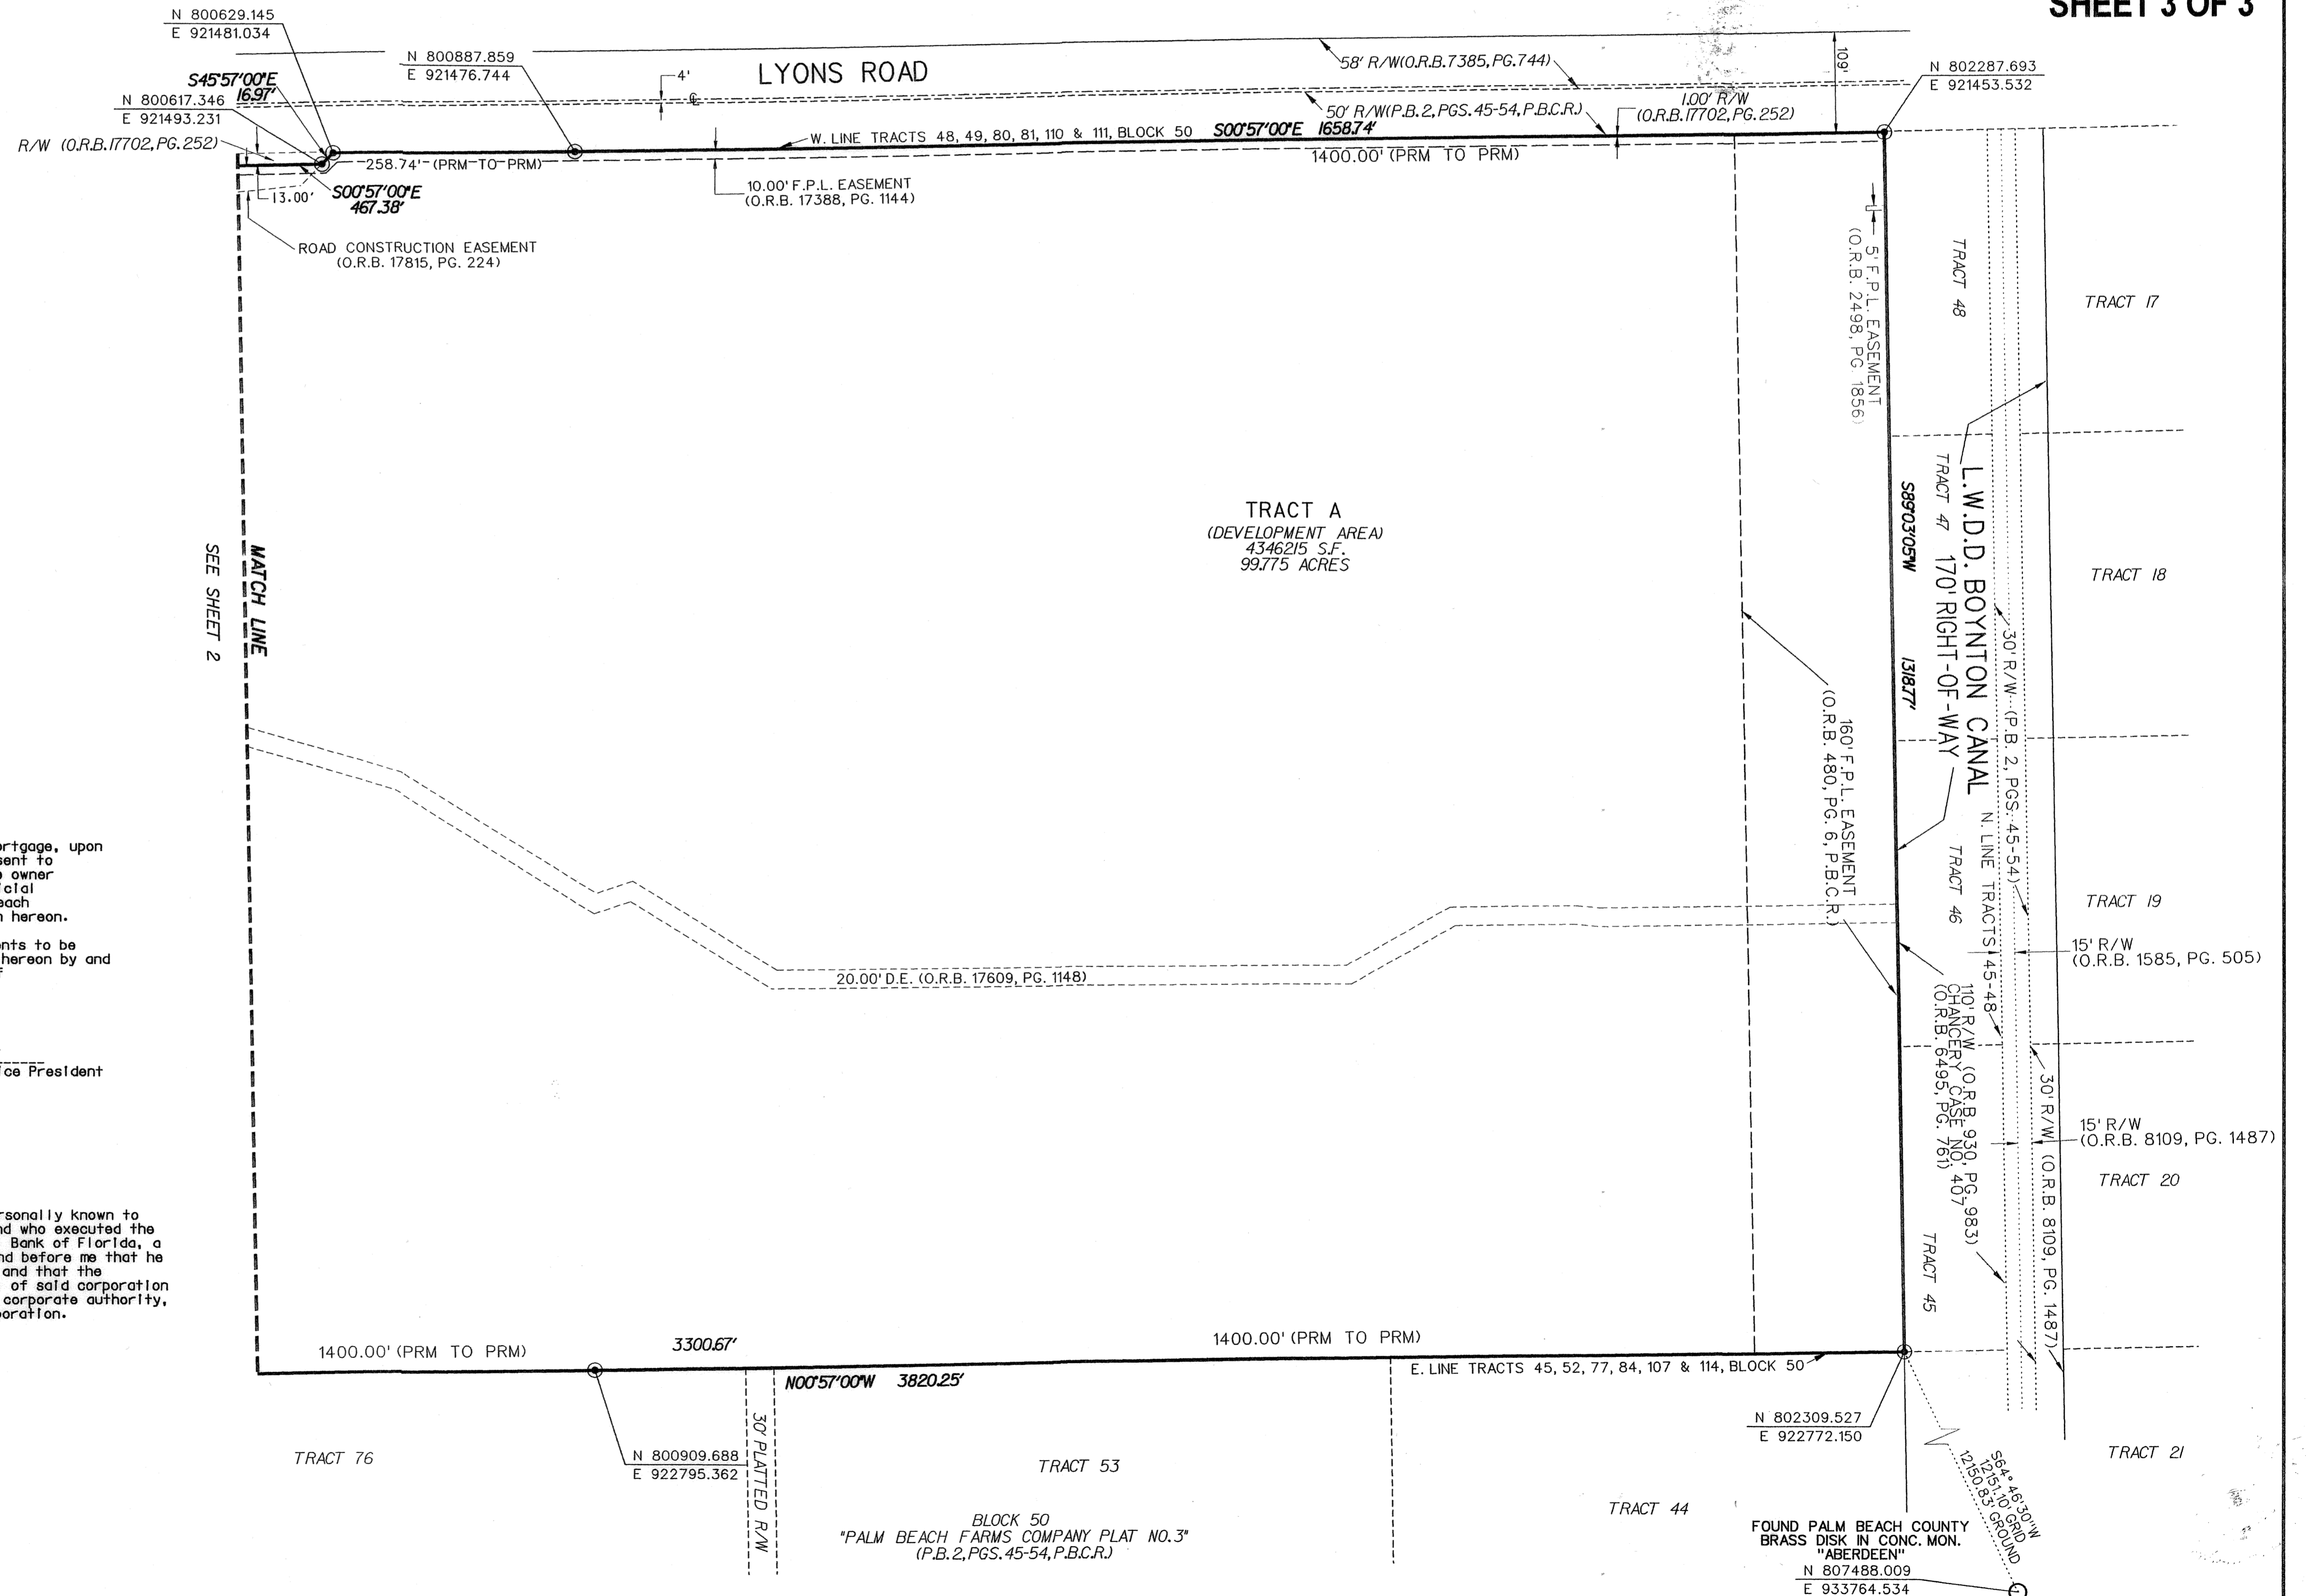 SHEET 3 OF 3
N 800629.145
E 921481.034
N 800887.859
E 921476.744
LYONS ROAD
4'
℄
58' R/W(O.R.B.7385,PG.744)
109'
N 802287.693
E 921453.532
S45°57'00"E
16.97'
N 800617.346
E 921493.231
50' R/W(P.B.2,PGS.45-54,P.B.C.R.)
1.00' R/W
(O.R.B.17702,PG.252)
R/W (O.R.B.17702,PG.252)
W. LINE TRACTS 48, 49, 80, 81, 110 & 111, BLOCK 50
S00°57'00"E 1658.74'
258.74' (PRM-TO-PRM)
1400.00' (PRM TO PRM)
13.00'
S00°57'00"E
467.38'
10.00' F.P.L. EASEMENT
(O.R.B. 17388, PG. 1144)
ROAD CONSTRUCTION EASEMENT
(O.R.B. 17815, PG. 224)
5' F.P.L. EASEMENT
(O.R.B. 2498, PG. 1856)
TRACT 48
TRACT 17
TRACT A
(DEVELOPMENT AREA)
4346215 S.F.
99.775 ACRES
MATCH LINE
SEE SHEET 2
S89°03'05"W 1318.77'
TRACT 47
L.W.D.D. BOYNTON CANAL
170' RIGHT-OF-WAY
TRACT 18
30' R/W (P.B. 2, PGS. 45-54)
160' F.P.L. EASEMENT
(O.R.B. 480, PG. 6, P.B.C.R.)
N. LINE TRACTS 45-48
TRACT 46
TRACT 19
15' R/W
(O.R.B. 1585, PG. 505)
20.00' D.E. (O.R.B. 17609, PG. 1148)
110' R/W (O.R.B. 930, PG. 983)
CHANCERY CASE NO. 407
(O.R.B. 6495, PG. 761)
30' R/W (O.R.B. 8109, PG. 1487)
15' R/W
(O.R.B. 8109, PG. 1487)
TRACT 20
TRACT 45
ortgage, upon
sent to
owner
icial
each
hereon.
nts to be
hereon by and
ice President
rsonally known to
nd who executed the
Bank of Florida, a
nd before me that he
and that the
of said corporation
corporate authority,
poration.
1400.00' (PRM TO PRM)
3300.67'
1400.00' (PRM TO PRM)
N00°57'00"W 3820.25'
E. LINE TRACTS 45, 52, 77, 84, 107 & 114, BLOCK 50
N 802309.527
E 922772.150
TRACT 76
N 800909.688
E 922795.362
30' PLATTED R/W
TRACT 53
TRACT 44
TRACT 21
BLOCK 50
"PALM BEACH FARMS COMPANY PLAT NO.3"
(P.B. 2,PGS. 45-54, P.B.C.R.)
S64°46'30"W
12151.10' GRID
12150.83' GROUND
FOUND PALM BEACH COUNTY
BRASS DISK IN CONC. MON.
"ABERDEEN"
N 807488.009
E 933764.534